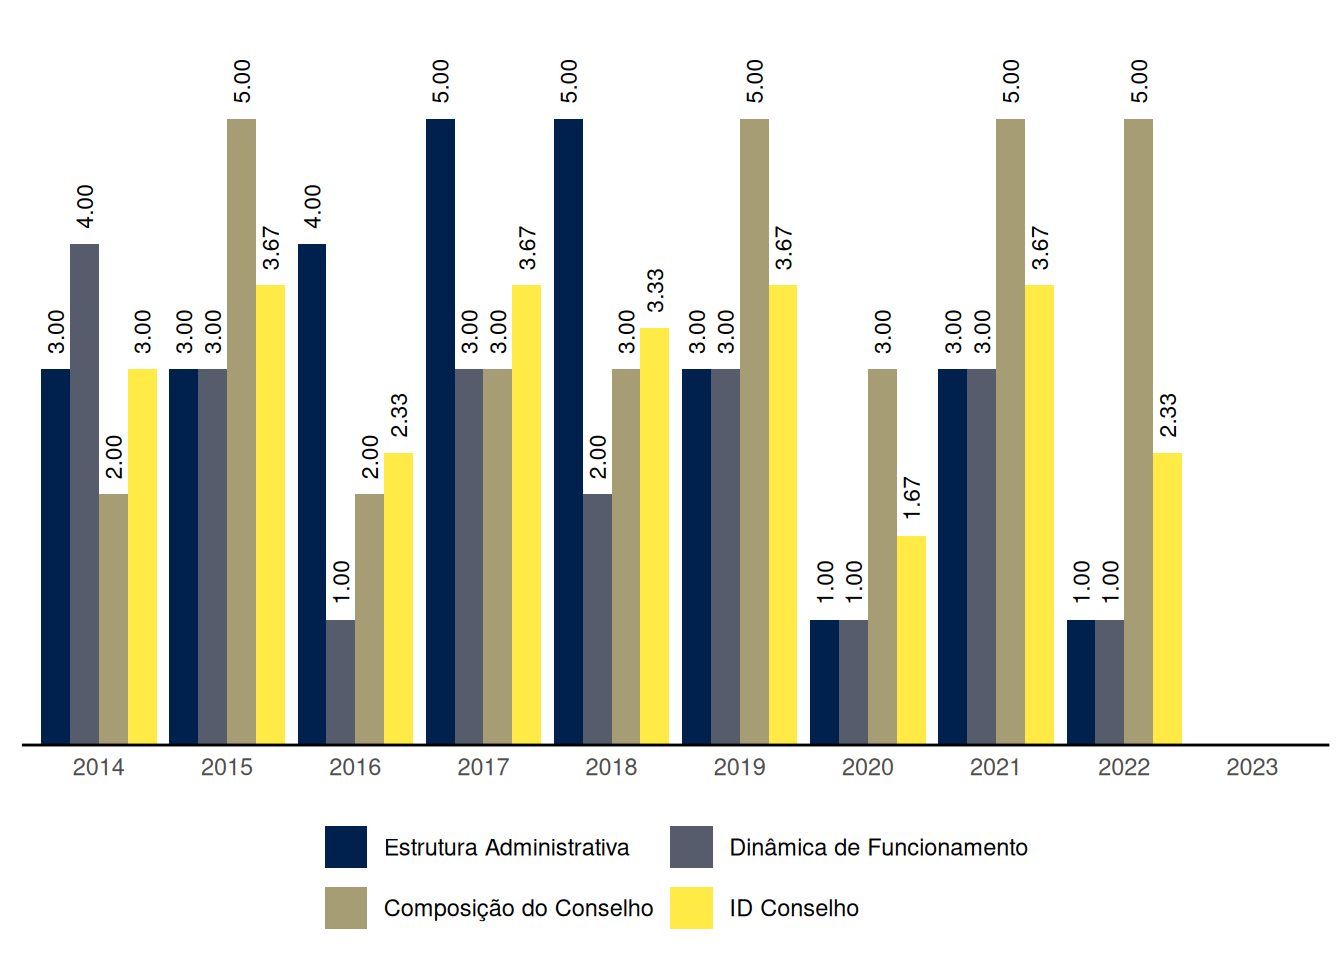 3.00 4.00 2.00 3.00
3.00 3.00 5.00 3.67
4.00 1.00 2.00 2.33
5.00 3.00 3.00 3.67
5.00 2.00 3.00 3.33
3.00 3.00 5.00 3.67
1.00 1.00 3.00 1.67
3.00 3.00 5.00 3.67
1.00 1.00 5.00 2.33
2014 2015 2016 2017 2018 2019 2020 2021 2022 2023
Estrutura Administrativa Dinâmica de Funcionamento
Composição do Conselho ID Conselho